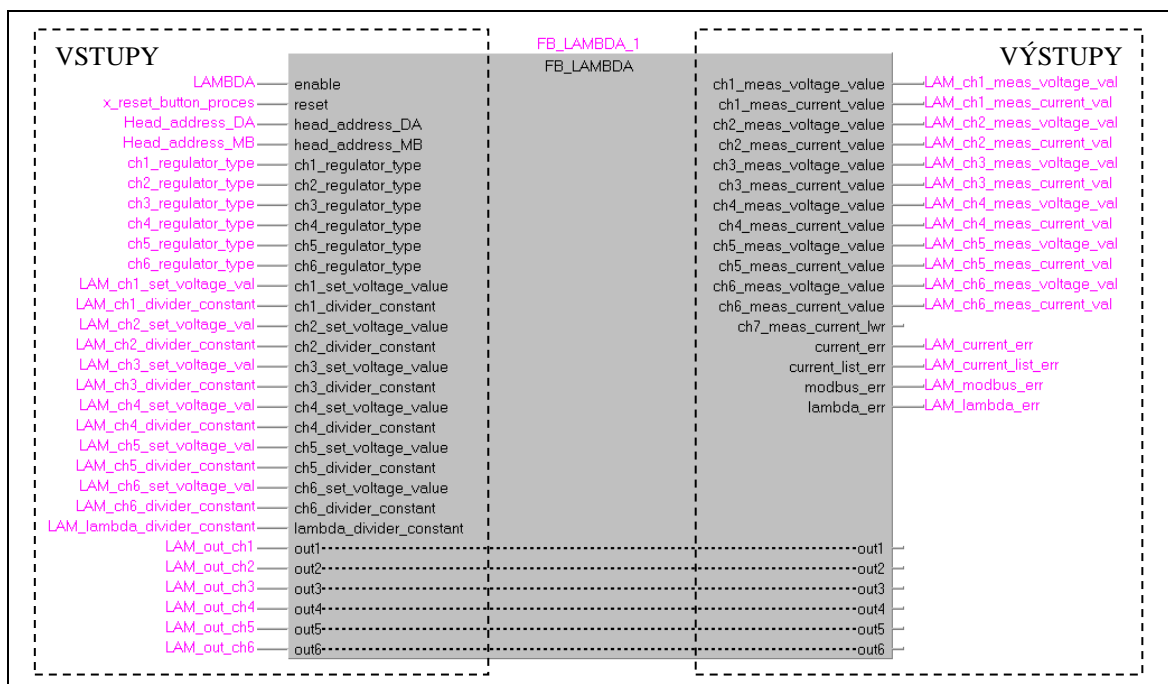 FB_LAMBDA_1
VSTUPY
VÝSTUPY
FB_LAMBDA
LAMBDA enable ch1_meas_voltage_value LAM_ch1_meas_voltage_val
x_reset_button_proces reset ch1_meas_current_value LAM_ch1_meas_current_val
Head_address_DA head_address_DA ch2_meas_voltage_value LAM_ch2_meas_voltage_val
Head_address_MB head_address_MB ch2_meas_current_value LAM_ch2_meas_current_val
ch1_regulator_type ch1_regulator_type ch3_meas_voltage_value LAM_ch3_meas_voltage_val
ch2_regulator_type ch2_regulator_type ch3_meas_current_value LAM_ch3_meas_current_val
ch3_regulator_type ch3_regulator_type ch4_meas_voltage_value LAM_ch4_meas_voltage_val
ch4_regulator_type ch4_regulator_type ch4_meas_current_value LAM_ch4_meas_current_val
ch5_regulator_type ch5_regulator_type ch5_meas_voltage_value LAM_ch5_meas_voltage_val
ch6_regulator_type ch6_regulator_type ch5_meas_current_value LAM_ch5_meas_current_val
LAM_ch1_set_voltage_val ch1_set_voltage_value ch6_meas_voltage_value LAM_ch6_meas_voltage_val
LAM_ch1_divider_constant ch1_divider_constant ch6_meas_current_value LAM_ch6_meas_current_val
LAM_ch2_set_voltage_val ch2_set_voltage_value ch7_meas_current_lwr
LAM_ch2_divider_constant ch2_divider_constant current_err LAM_current_err
LAM_ch3_set_voltage_val ch3_set_voltage_value current_list_err LAM_current_list_err
LAM_ch3_divider_constant ch3_divider_constant modbus_err LAM_modbus_err
LAM_ch4_set_voltage_val ch4_set_voltage_value lambda_err LAM_lambda_err
LAM_ch4_divider_constant ch4_divider_constant
LAM_ch5_set_voltage_val ch5_set_voltage_value
LAM_ch5_divider_constant ch5_divider_constant
LAM_ch6_set_voltage_val ch6_set_voltage_value
LAM_ch6_divider_constant ch6_divider_constant
LAM_lambda_divider_constant lambda_divider_constant
LAM_out_ch1 out1 out1
LAM_out_ch2 out2 out2
LAM_out_ch3 out3 out3
LAM_out_ch4 out4 out4
LAM_out_ch5 out5 out5
LAM_out_ch6 out6 out6